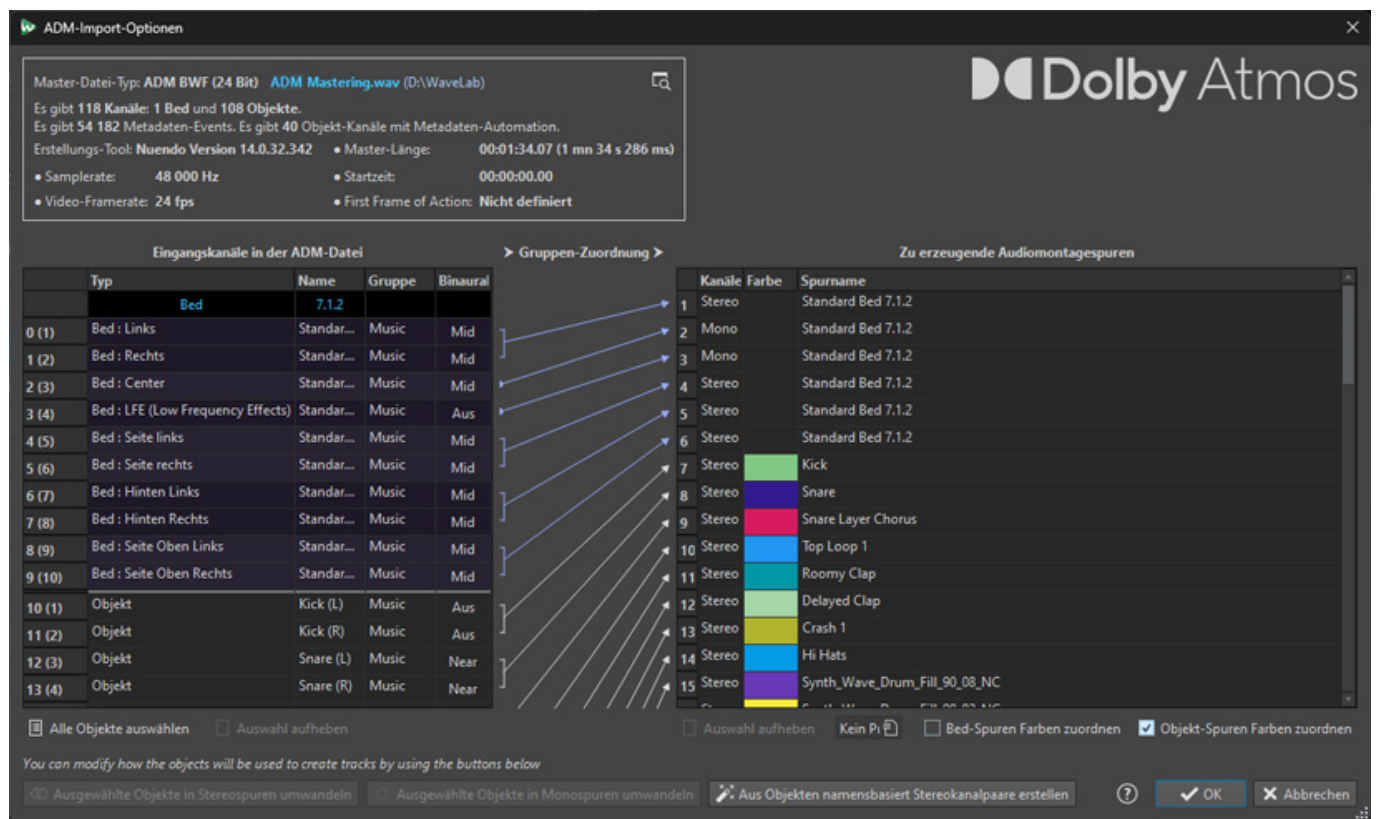 ADM-Import-Optionen
Dolby Atmos
Master-Datei-Typ: ADM BWF (24 Bit) ADM Mastering.wav (D:\WaveLab)
Es gibt 118 Kanäle: 1 Bed und 108 Objekte.
Es gibt 54 182 Metadaten-Events. Es gibt 40 Objekt-Kanäle mit Metadaten-Automation.
Erstellungs-Tool: Nuendo Version 14.0.32.342 • Master-Länge: 00:01:34.07 (1 mn 34 s 286 ms)
• Samplerate: 48 000 Hz • Startzeit: 00:00:00.00
• Video-Framerate: 24 fps • First Frame of Action: Nicht definiert
Eingangskanäle in der ADM-Datei
Typ Name Gruppe Binaural
Bed 7.1.2
0 (1) Bed : Links Standar... Music Mid
1 (2) Bed : Rechts Standar... Music Mid
2 (3) Bed : Center Standar... Music Mid
3 (4) Bed : LFE (Low Frequency Effects) Standar... Music Aus
4 (5) Bed : Seite links Standar... Music Mid
5 (6) Bed : Seite rechts Standar... Music Mid
6 (7) Bed : Hinten Links Standar... Music Mid
7 (8) Bed : Hinten Rechts Standar... Music Mid
8 (9) Bed : Seite Oben Links Standar... Music Mid
9 (10) Bed : Seite Oben Rechts Standar... Music Mid
10 (1) Objekt Kick (L) Music Aus
11 (2) Objekt Kick (R) Music Aus
12 (3) Objekt Snare (L) Music Near
13 (4) Objekt Snare (R) Music Near
Gruppen-Zuordnung
Zu erzeugende Audiomontagespuren
Kanäle Farbe Spurname
1 Stereo Standard Bed 7.1.2
2 Mono Standard Bed 7.1.2
3 Mono Standard Bed 7.1.2
4 Stereo Standard Bed 7.1.2
5 Stereo Standard Bed 7.1.2
6 Stereo Standard Bed 7.1.2
7 Stereo Kick
8 Stereo Snare
9 Stereo Snare Layer Chorus
10 Stereo Top Loop 1
11 Stereo Roomy Clap
12 Stereo Delayed Clap
13 Stereo Crash 1
14 Stereo Hi Hats
15 Stereo Synth_Wave_Drum_Fill_90_08_NC
Alle Objekte auswählen Auswahl aufheben
Auswahl aufheben Kein Pr Bed-Spuren Farben zuordnen Objekt-Spuren Farben zuordnen
You can modify how the objects will be used to create tracks by using the buttons below
Ausgewählte Objekte in Stereospuren umwandeln Ausgewählte Objekte in Monospuren umwandeln Aus Objekten namensbasiert Stereokanalpaare erstellen ? OK Abbrechen